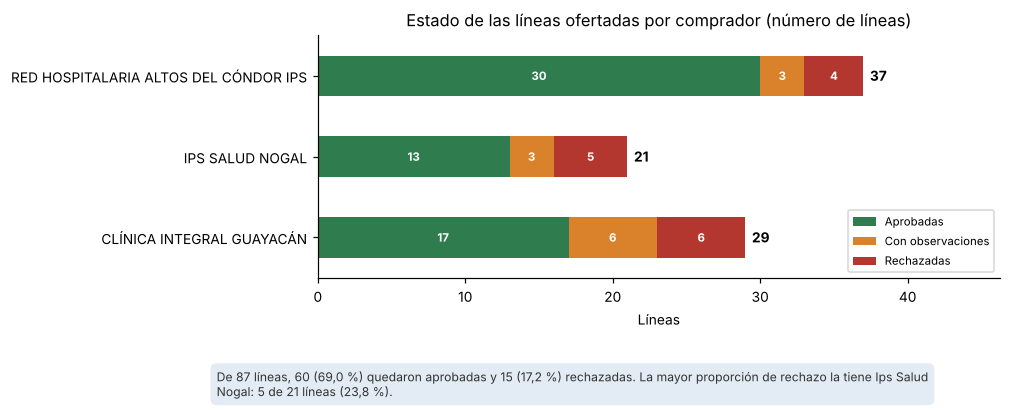 Estado de las líneas ofertadas por comprador (número de líneas)
RED HOSPITALARIA ALTOS DEL CÓNDOR IPS
30
3
4
37
IPS SALUD NOGAL
13
3
5
21
CLÍNICA INTEGRAL GUAYACÁN
17
6
6
29
Aprobadas
Con observaciones
Rechazadas
0
10
20
30
40
Líneas
De 87 líneas, 60 (69,0 %) quedaron aprobadas y 15 (17,2 %) rechazadas. La mayor proporción de rechazo la tiene Ips Salud
Nogal: 5 de 21 líneas (23,8 %).